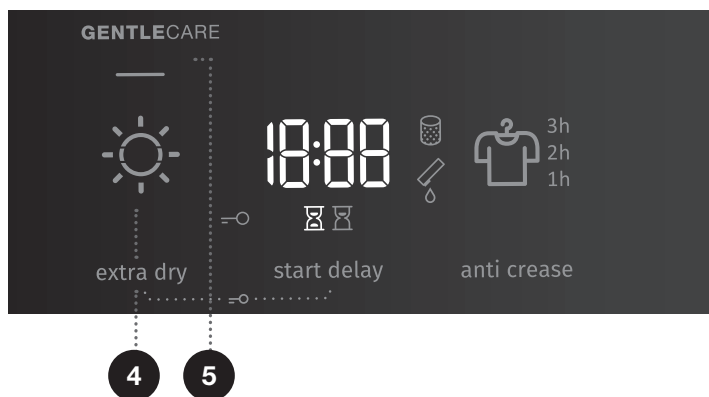 GENTLECARE
18:88
3h
2h
1h
extra dry
start delay
anti crease
4
5